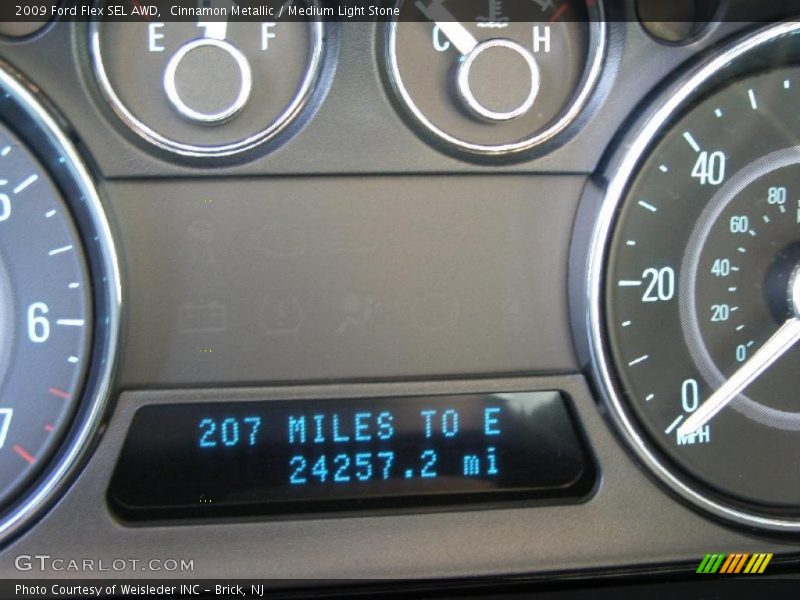 2009 Ford Flex SEL AWD, Cinnamon Metallic / Medium Light Stone
E F C H
40
80
60
5
20
40
6
20
0
0
7
MPH
207 MILES TO E
24257.2 mi
GTCARLOT.COM
Photo Courtesy of Weisleder INC - Brick, NJ